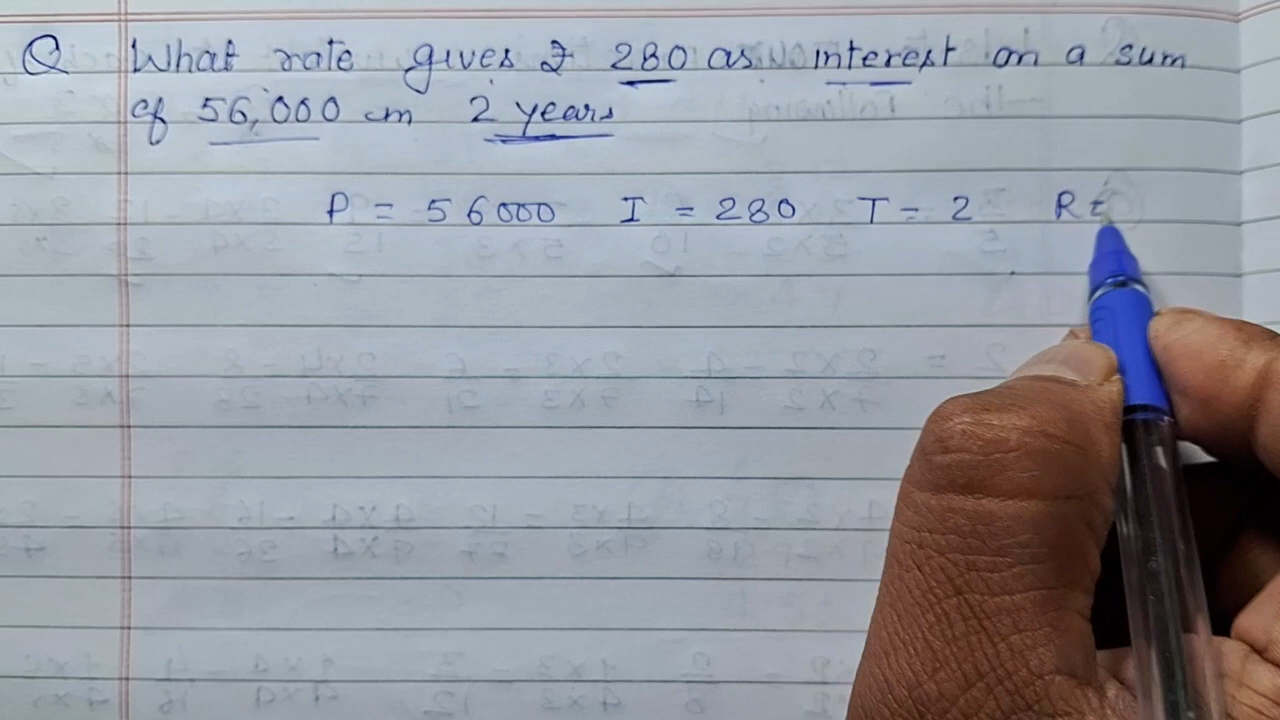 Q What rate gives ₹ 280 as interest on a sum
of 56,000 in 2 years
P = 56000 I = 280 T = 2 R =